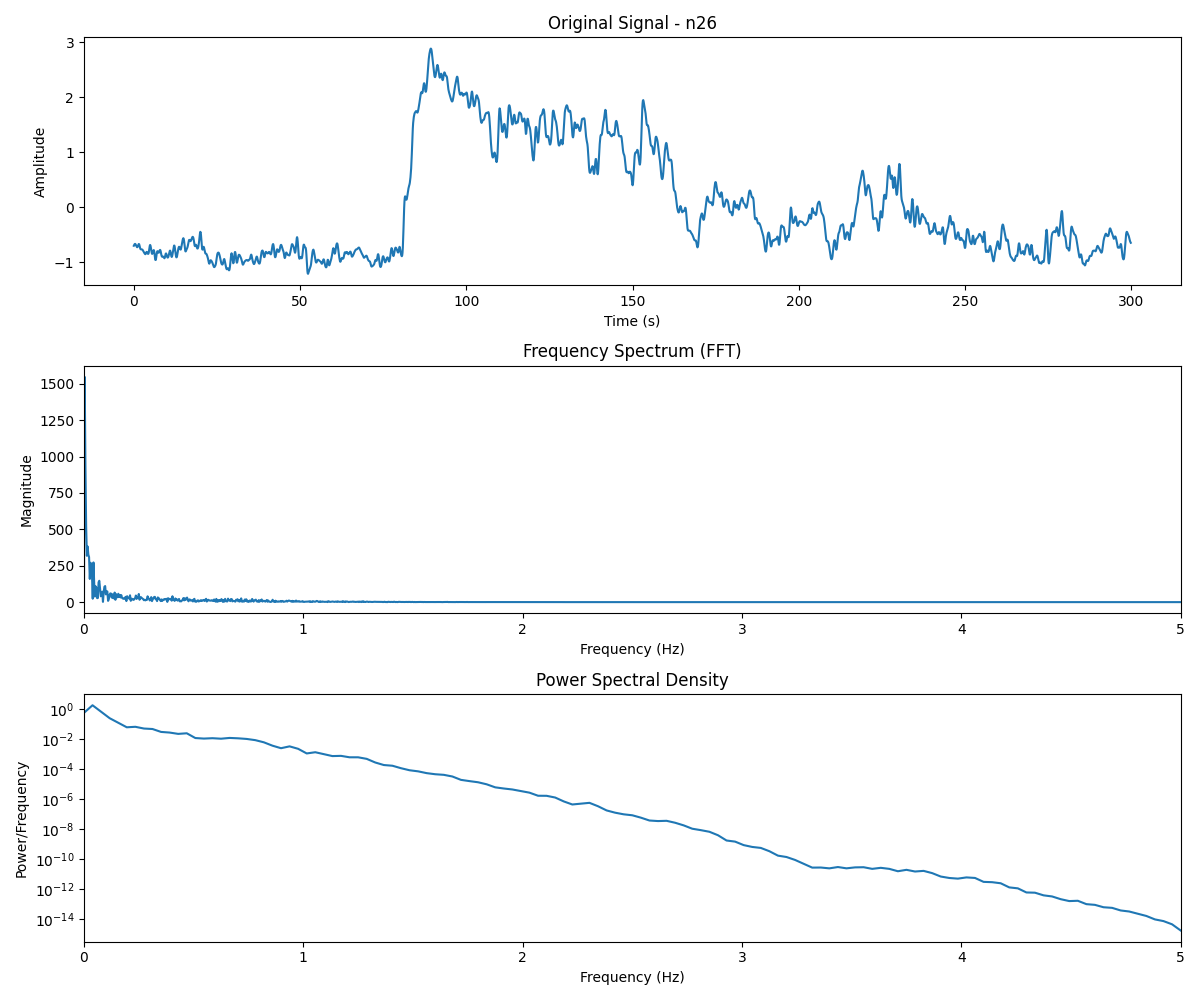 Original Signal - n26
3
2
1
0
−1
Amplitude
0 50 100 150 200 250 300
Time (s)
Frequency Spectrum (FFT)
1500
1250
1000
750
500
250
0
Magnitude
0 1 2 3 4 5
Frequency (Hz)
Power Spectral Density
10⁰
10⁻²
10⁻⁴
10⁻⁶
10⁻⁸
10⁻¹⁰
10⁻¹²
10⁻¹⁴
Power/Frequency
0 1 2 3 4 5
Frequency (Hz)